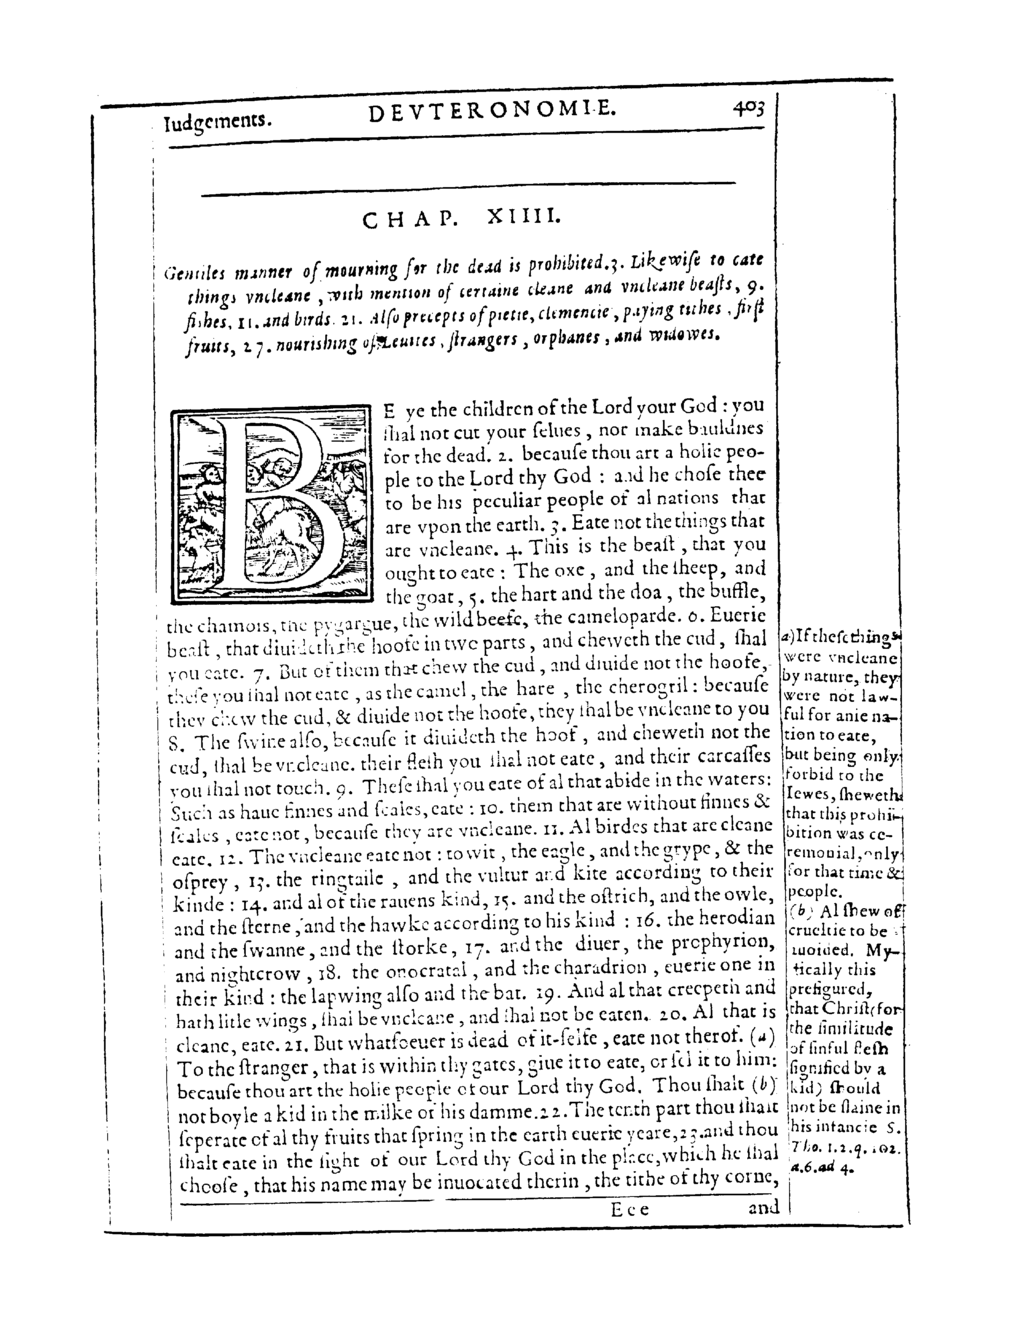 Iudgements.
DEVTERONOMIE.
403
CHAP. XIIII.
Gentiles manner of mourning for the dead is prohibited. 3. Likewise to eate
things vncleane, with mention of certaine cleane and vncleane beasts, 9.
fishes, 11. and birds. 21. Also precepts of pietie, clemencie, paying tithes, first
fruits, 27. nourishing of Leuites, strangers, orphanes, and widowes.
BE ye the children of the Lord your God : you
shal not cut your selues, nor make bauldnes
for the dead. 2. because thou art a holie peo-
ple to the Lord thy God : and he chose thee
to be his peculiar people of al nations that
are vpon the earth. 3. Eate not the things that
are vncleane. 4. This is the beast, that you
ought to eate : The oxe, and the sheep, and
the goat, 5. the hart and the doa, the buffle,
the chamois, the pygargue, the wild beefe, the cameloparde. 6. Euerie
beast, that diuideth the hoofe in two parts, and cheweth the cud, shal
you eate. 7. But of them that chew the cud, and diuide not the hoofe,
these you shal not eate, as the camel, the hare, the cherogril : because
they chew the cud, & diuide not the hoofe, they shal be vncleane to you
8. The swine also, because it diuideth the hoof, and cheweth not the
cud, shal be vncleane. their flesh you shal not eate, and their carcasses
you shal not touch. 9. These shal you eate of al that abide in the waters:
Such as haue finnes and scales, eate : 10. them that are without finnes &
scales, eate not, because they are vncleane. 11. Al birdes that are cleane
eate. 12. The vncleane eate not : to wit, the eagle, and the grype, & the
osprey, 13. the ringtaile, and the vultur and kite according to their
kinde : 14. and al of the rauens kind, 15. and the ostrich, and the owle,
and the sterne, and the hawke according to his kind : 16. the herodian
and the swanne, and the storke, 17. and the diuer, the prophyrion,
and nightcrow, 18. the onocratal, and the charadrion, euerie one in
their kind : the lapwing also and the bat. 19. And al that creepeth and
hath litle wings, shal be vncleane, and shal not be eaten. 20. Al that is
cleane, eate. 21. But whatsoeuer is dead of it-selfe, eate not therof. (a)
To the stranger, that is within thy gates, giue it to eate, or sel it to him:
because thou art the holie people of our Lord thy God. Thou shalt (b)
not boyle a kid in the milke of his damme. 22. The tenth part thou shalt
seperate of al thy fruits that spring in the earth euerie yeare, 23. and thou
shalt eate in the sight of our Lord thy God in the place, which he shal
choose, that his name may be inuocated therin, the tithe of thy corne,
Eee
and
a) If these things
were vncleane
by nature, they
were not law-
ful for anie na-
tion to eate,
but being only
forbid to the
Iewes, sheweth
that this prohi-
bition was ce-
remonial, only
for that time &
people.
(b) Al shew of
crueltie to be
auoided. My-
stically this
prefigured,
that Christ (for
the similitude
of sinful flesh
signified by a
kid) should
not be slaine in
his infancie S.
Tho. 1.2.q. 102.
a.6.ad 4.